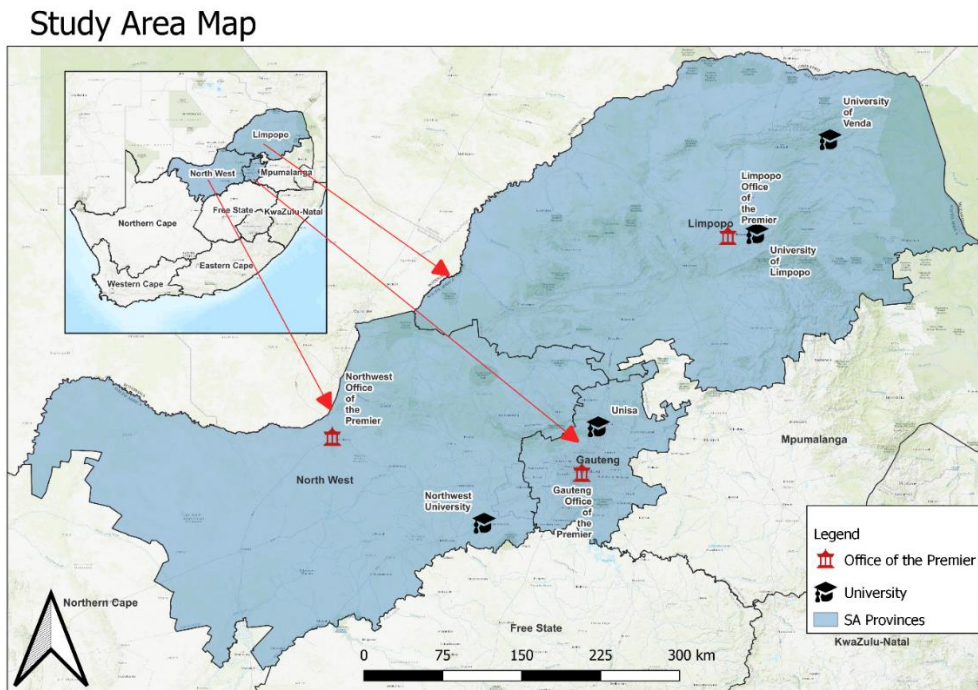 Study Area Map
Limpopo
North West
Mpumalanga
Free State
KwaZulu-Natal
Northern Cape
Eastern Cape
Western Cape
University
of
Venda
Limpopo
Office
of
the
Premier
Limpopo
University
of
Limpopo
Northwest
Office
of
the
Premier
Unisa
Mpumalanga
Gauteng
North West
Northwest
University
Gauteng
Office
of
the
Premier
Legend
Office of the Premier
University
SA Provinces
Northern Cape
Free State
KwaZulu-Natal
0 75 150 225 300 km